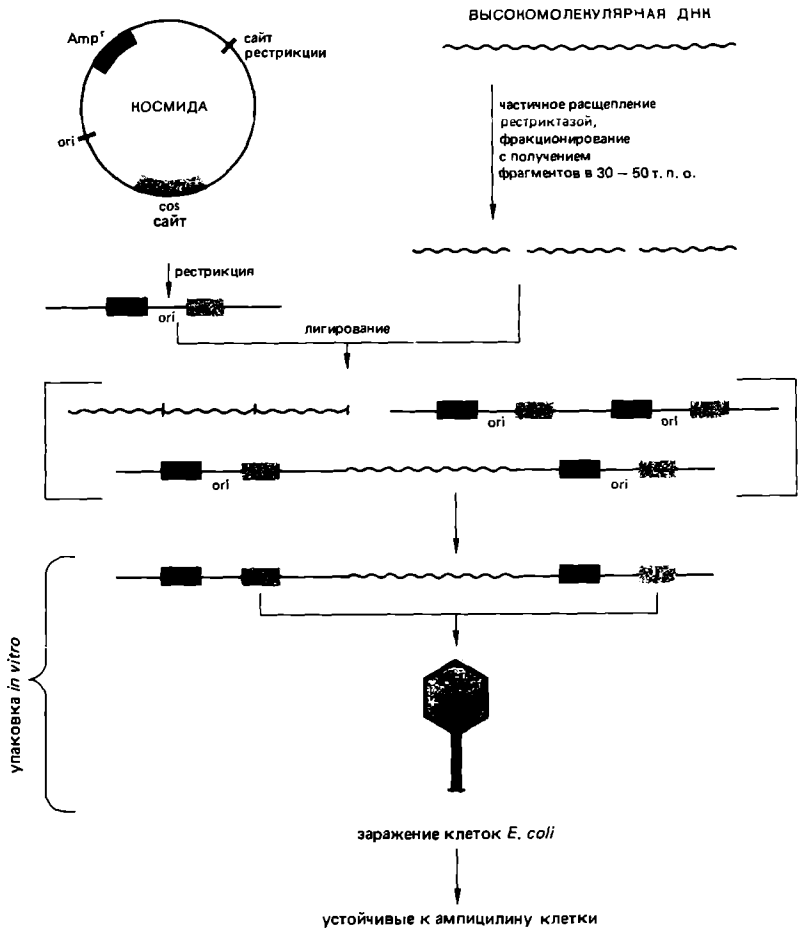 ВЫСОКОМОЛЕКУЛЯРНАЯ ДНК
Ampʳ
сайт
рестрикции
КОСМИДА
ori
cos
сайт
частичное расщепление
рестриктазой,
фракционирование
с получением
фрагментов в 30 – 50 т. п. о.
рестрикция
ori
лигирование
ori
ori
ori
ori
упаковка in vitro
заражение клеток E. coli
устойчивые к ампицилину клетки